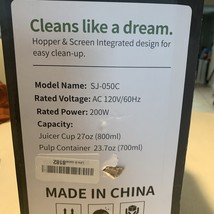 Cleans like a dream.
Hopper & Screen Integrated design for
easy clean-up.
Model Name: SJ-050C
Rated Voltage: AC 120V/60Hz
Rated Power: 200W
Capacity:
Juicer Cup 27oz (800ml)
Pulp Container 23.7oz (700ml)
MADE IN CHINA